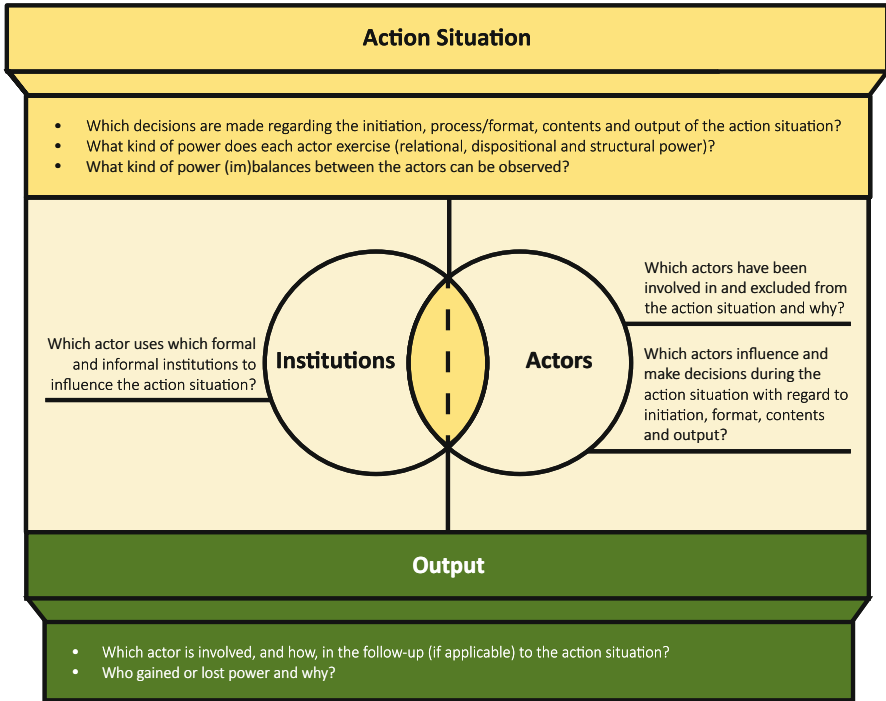 Action Situation
• Which decisions are made regarding the initiation, process/format, contents and output of the action situation?
• What kind of power does each actor exercise (relational, dispositional and structural power)?
• What kind of power (im)balances between the actors can be observed?
Which actor uses which formal
and informal institutions to
influence the action situation?
Institutions
Actors
Which actors have been
involved in and excluded from
the action situation and why?
Which actors influence and
make decisions during the
action situation with regard to
initiation, format, contents
and output?
Output
• Which actor is involved, and how, in the follow-up (if applicable) to the action situation?
• Who gained or lost power and why?